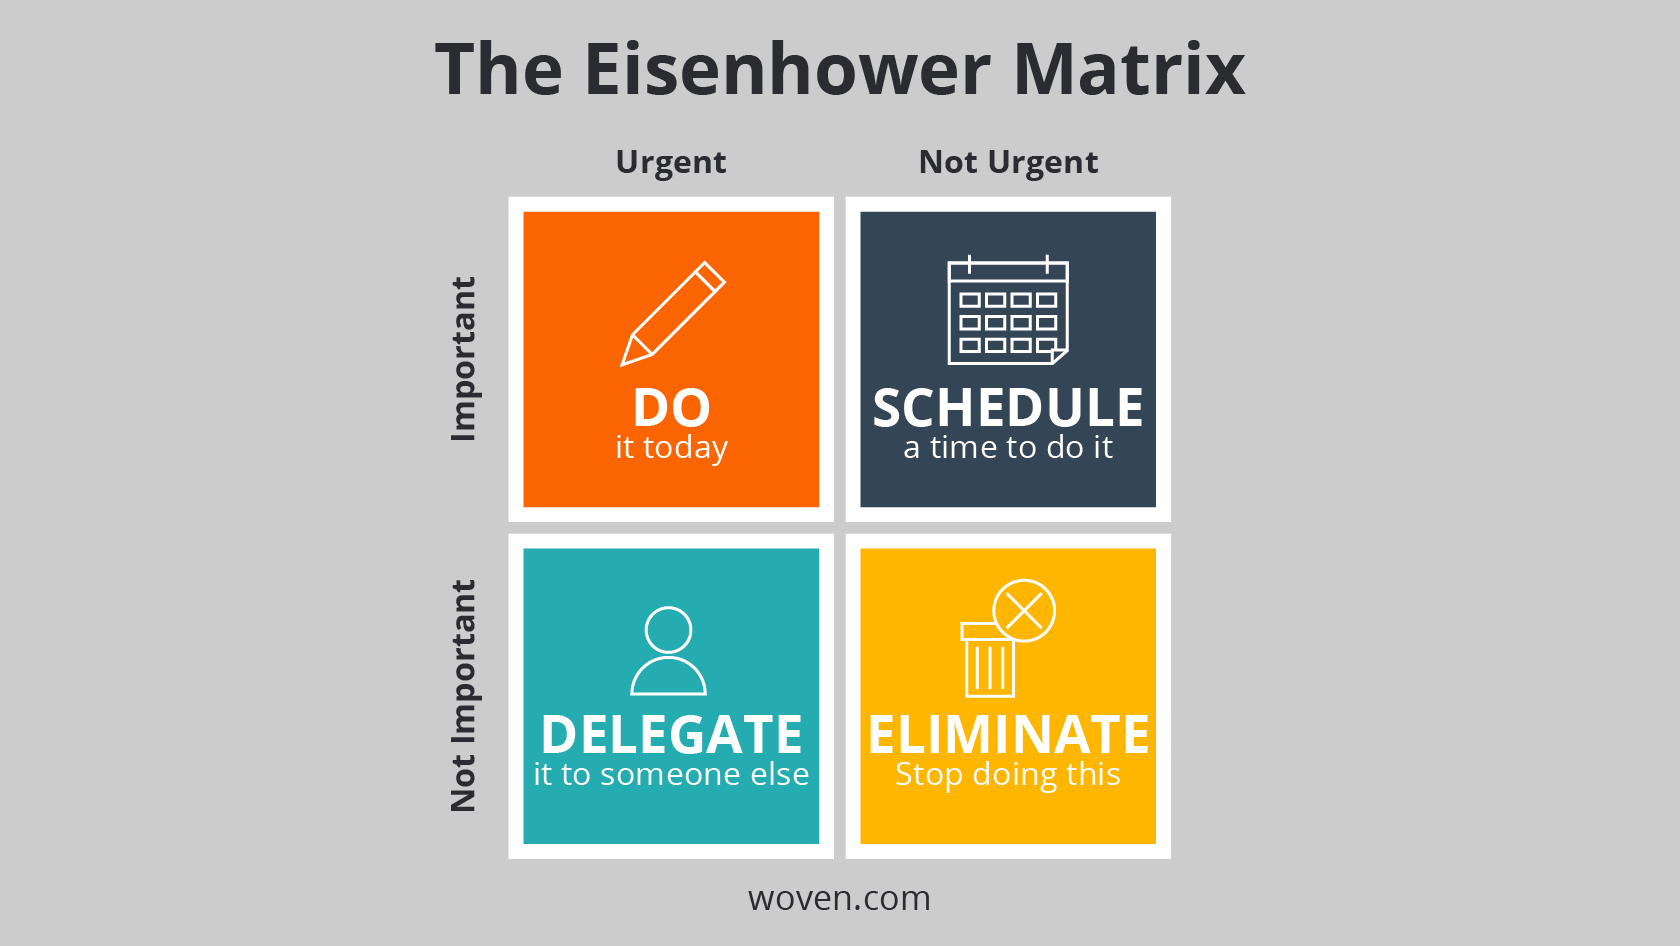 The Eisenhower Matrix
Urgent
Not Urgent
Important
DO
it today
SCHEDULE
a time to do it
Not Important
DELEGATE
it to someone else
ELIMINATE
Stop doing this
woven.com